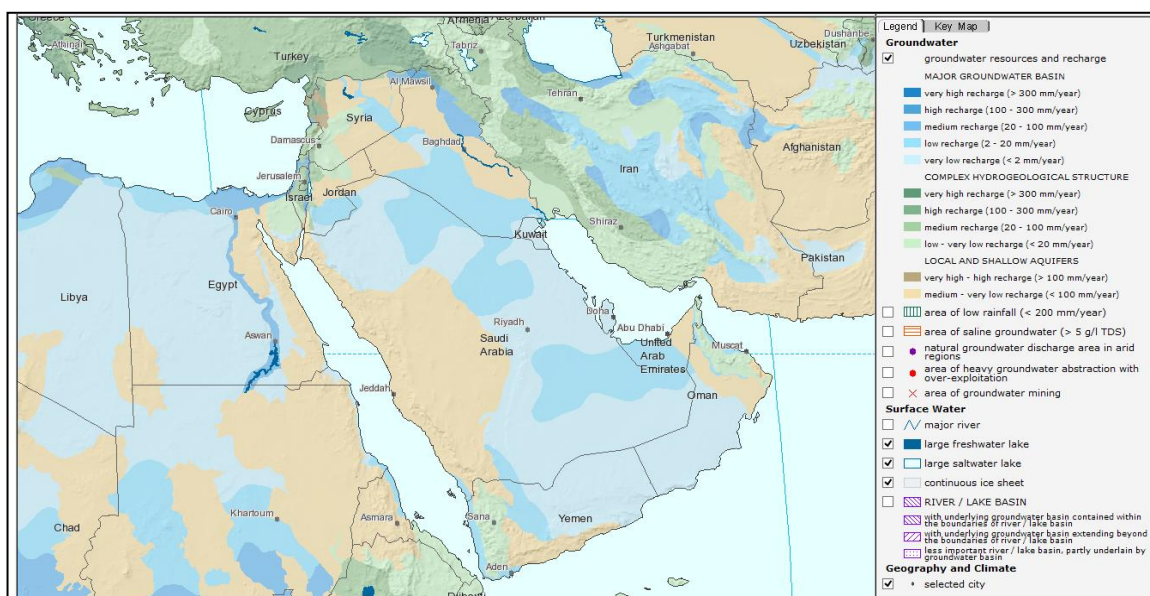 Greece
Armenia
Azerbaijan
Athinai
Turkey
Tabriz
Turkmenistan
Ashgabat
Uzbekistan
Dushanbe
Al Mawsil
Tehran
Cyprus
Syria
Damascus
Baghdad
Iran
Afghanistan
Jerusalem
Israel
Jordan
Cairo
Shiraz
Kuwait
Pakistan
Libya
Egypt
Doha
Riyadh
Abu Dhabi
Aswan
Saudi
Arabia
United
Arab
Emirates
Muscat
Jeddah
Oman
Chad
Khartoum
Asmara
Sana
Yemen
Aden
Legend
Key Map
Groundwater
groundwater resources and recharge
MAJOR GROUNDWATER BASIN
very high recharge (> 300 mm/year)
high recharge (100 - 300 mm/year)
medium recharge (20 - 100 mm/year)
low recharge (2 - 20 mm/year)
very low recharge (< 2 mm/year)
COMPLEX HYDROGEOLOGICAL STRUCTURE
very high recharge (> 300 mm/year)
high recharge (100 - 300 mm/year)
medium recharge (20 - 100 mm/year)
low - very low recharge (< 20 mm/year)
LOCAL AND SHALLOW AQUIFERS
very high - high recharge (> 100 mm/year)
medium - very low recharge (< 100 mm/year)
area of low rainfall (< 200 mm/year)
area of saline groundwater (> 5 g/l TDS)
natural groundwater discharge area in arid
regions
area of heavy groundwater abstraction with
over-exploitation
area of groundwater mining
Surface Water
major river
large freshwater lake
large saltwater lake
continuous ice sheet
RIVER / LAKE BASIN
with underlying groundwater basin contained within
the boundaries of river / lake basin
with underlying groundwater basin extending beyond
the boundaries of river / lake basin
less important river / lake basin, partly underlain by
groundwater basin
Geography and Climate
selected city